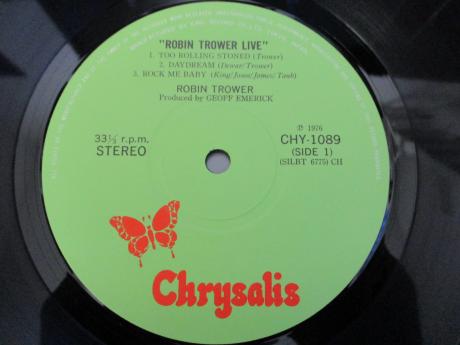 "ROBIN TROWER LIVE"
1. TOO ROLLING STONED (Trower)
2. DAYDREAM (Dewar/Trower)
3. ROCK ME BABY (King/Josea/James/Taub)
ROBIN TROWER
Produced by GEOFF EMERICK
33⅓ r.p.m.
STEREO
Ⓟ 1976
CHY-1089
(SIDE 1)
(SILBT 6775) CH
Chrysalis